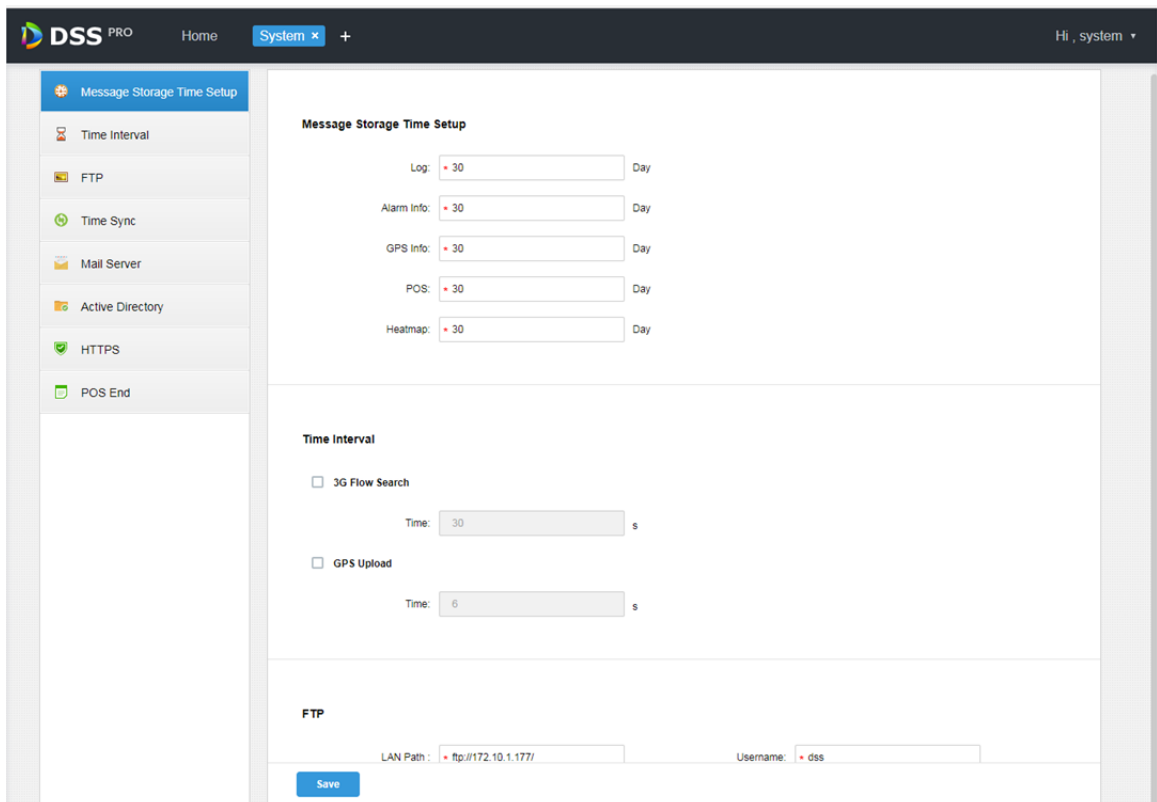 DSS PRO Home System × + Hi , system ▾
Message Storage Time Setup
Time Interval
FTP
Time Sync
Mail Server
Active Directory
HTTPS
POS End
Message Storage Time Setup
Log: * 30 Day
Alarm Info: * 30 Day
GPS Info: * 30 Day
POS: * 30 Day
Heatmap: * 30 Day
Time Interval
3G Flow Search
Time: 30 s
GPS Upload
Time: 6 s
FTP
LAN Path : * ftp://172.10.1.177/ Username: * dss
Save